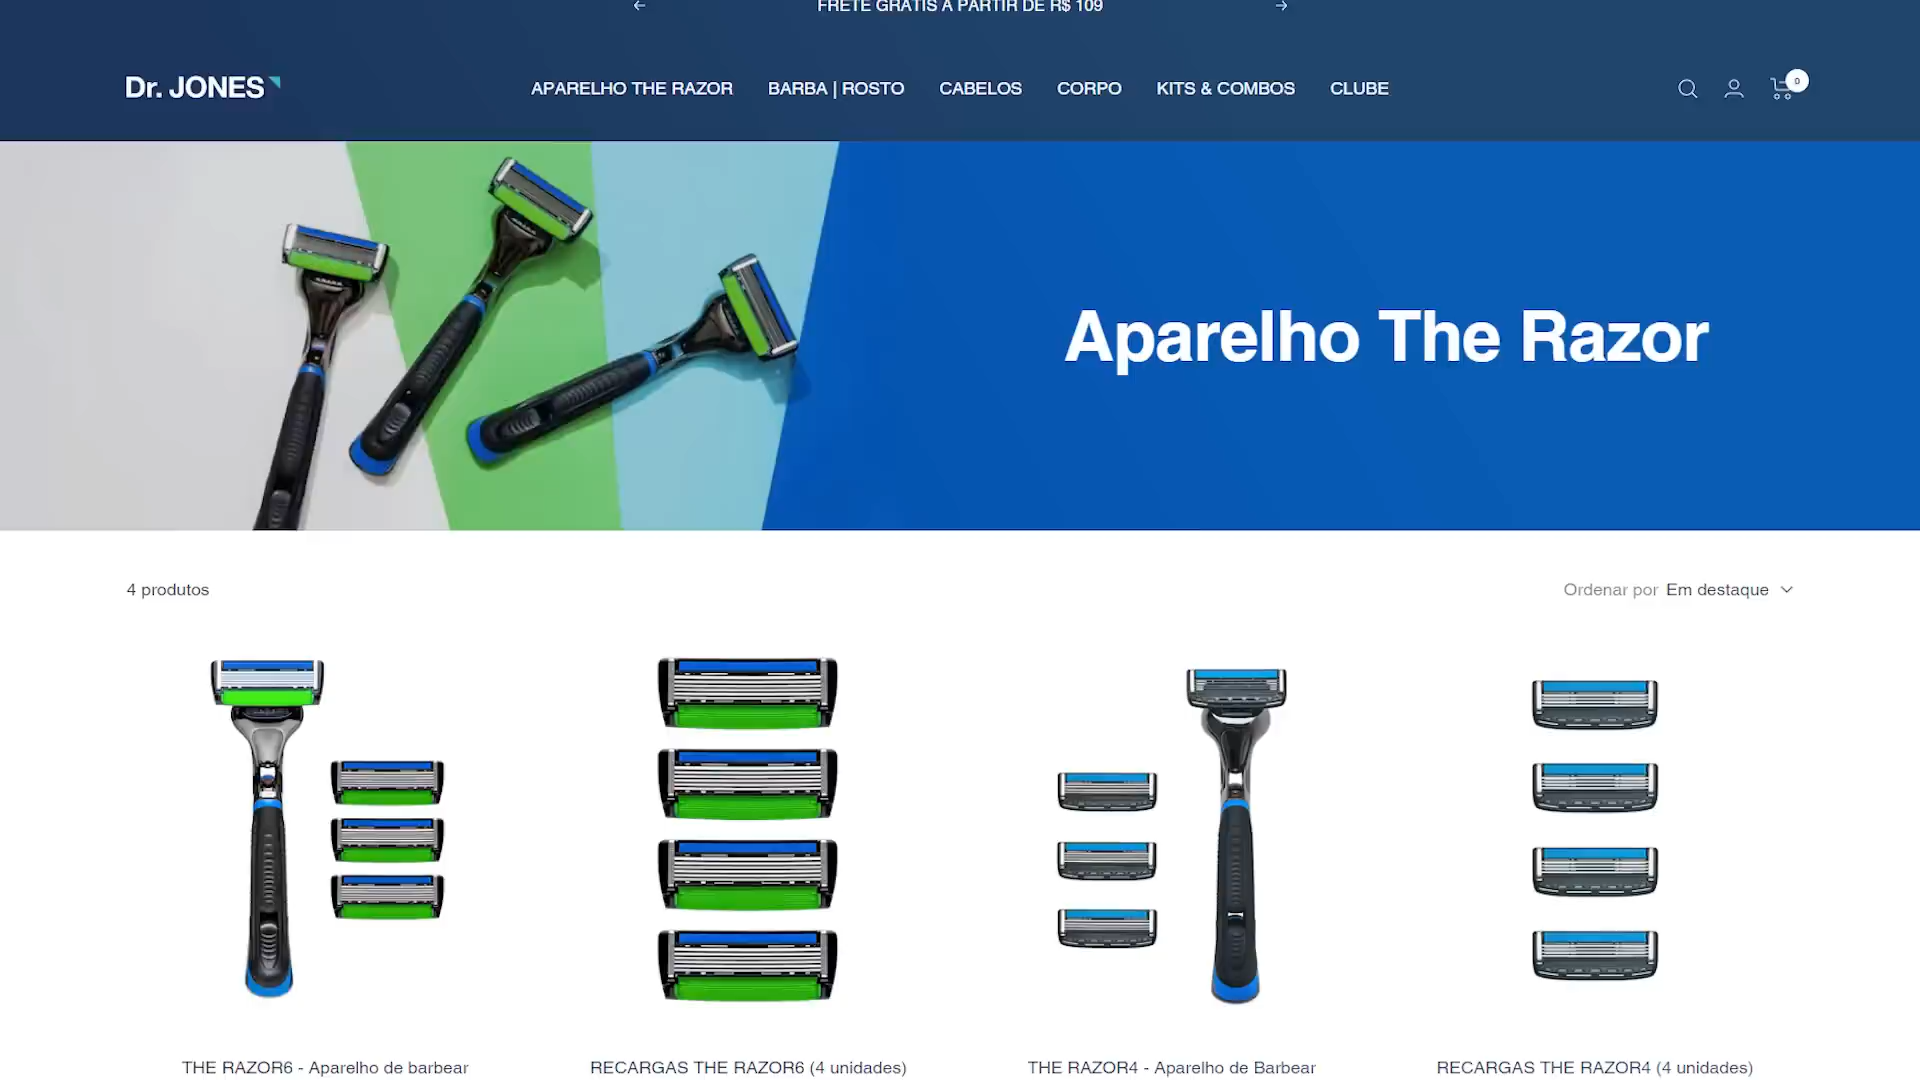 FRETE GRÁTIS A PARTIR DE R$ 109
Dr. JONES
APARELHO THE RAZOR
BARBA | ROSTO
CABELOS
CORPO
KITS & COMBOS
CLUBE
0
Aparelho The Razor
4 produtos
Ordenar por Em destaque
THE RAZOR6 - Aparelho de barbear
RECARGAS THE RAZOR6 (4 unidades)
THE RAZOR4 - Aparelho de Barbear
RECARGAS THE RAZOR4 (4 unidades)